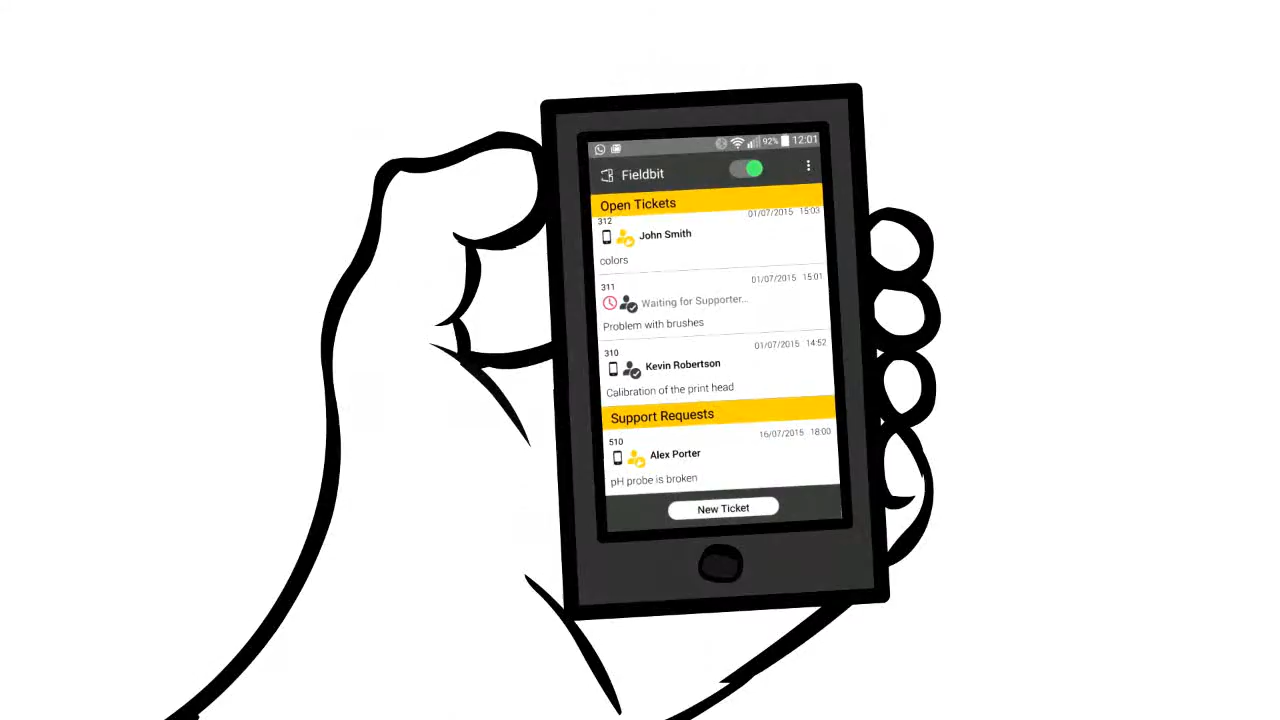 92% 12:01
Fieldbit
Open Tickets
312 01/07/2015 15:03
John Smith
colors
01/07/2015 15:01
311
Waiting for Supporter...
Problem with brushes
01/07/2015 14:52
310
Kevin Robertson
Calibration of the print head
Support Requests
16/07/2015 18:00
510
Alex Porter
pH probe is broken
New Ticket